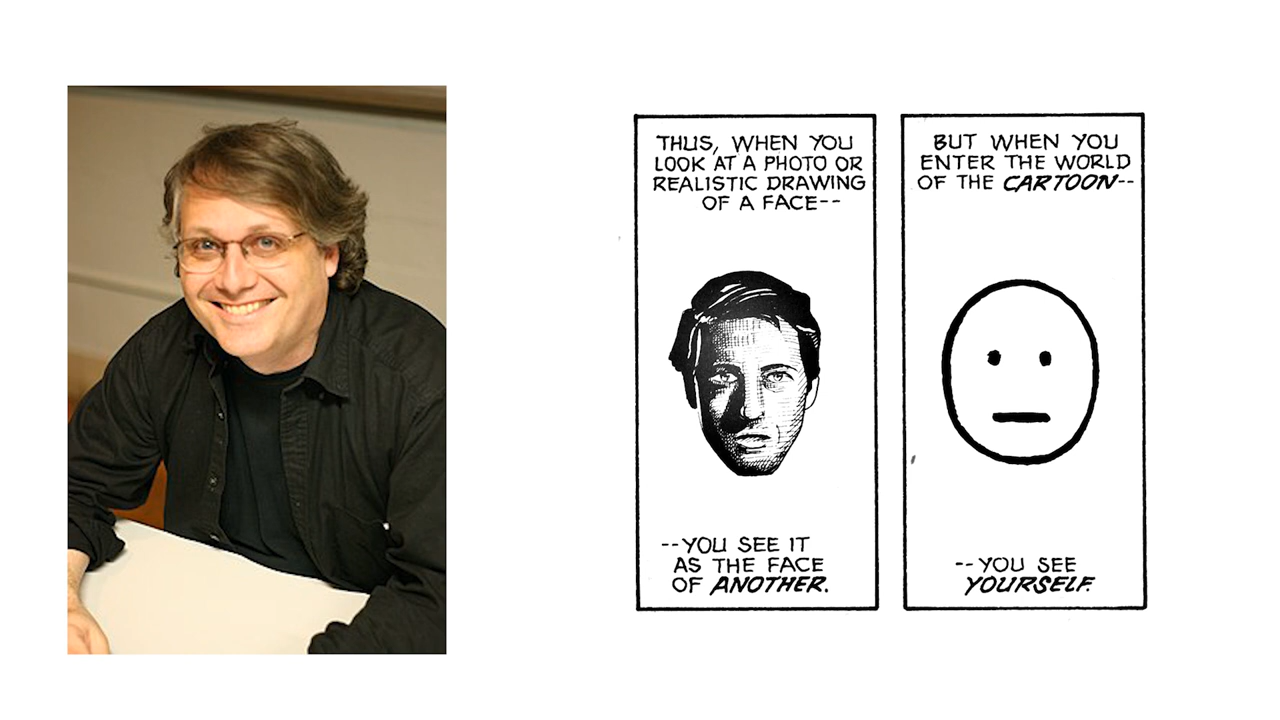 THUS, WHEN YOU
LOOK AT A PHOTO OR
REALISTIC DRAWING
OF A FACE--
--YOU SEE IT
AS THE FACE
OF ANOTHER.
BUT WHEN YOU
ENTER THE WORLD
OF THE CARTOON--
--YOU SEE
YOURSELF.